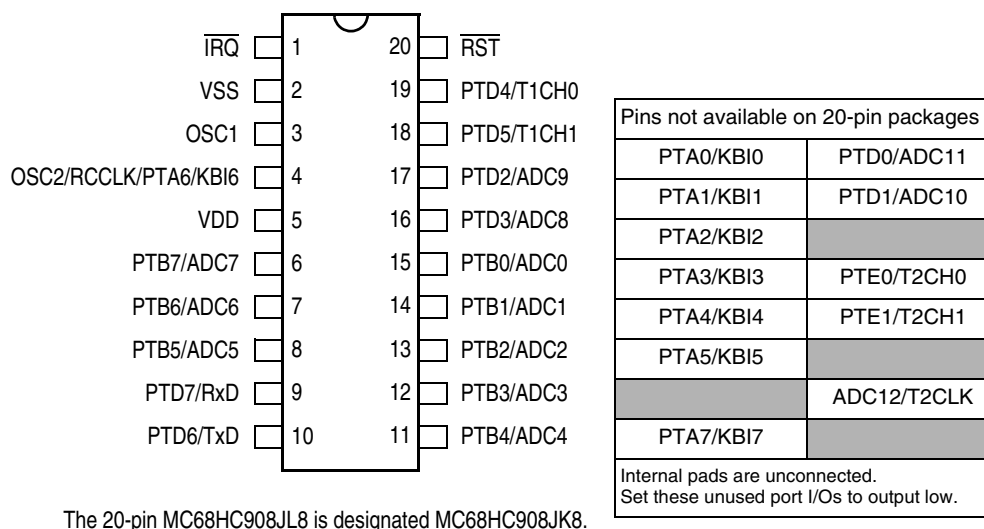 IRQ 1 20 RST
VSS 2 19 PTD4/T1CH0
OSC1 3 18 PTD5/T1CH1
OSC2/RCCLK/PTA6/KBI6 4 17 PTD2/ADC9
VDD 5 16 PTD3/ADC8
PTB7/ADC7 6 15 PTB0/ADC0
PTB6/ADC6 7 14 PTB1/ADC1
PTB5/ADC5 8 13 PTB2/ADC2
PTD7/RxD 9 12 PTB3/ADC3
PTD6/TxD 10 11 PTB4/ADC4
Pins not available on 20-pin packages
PTA0/KBI0 PTD0/ADC11
PTA1/KBI1 PTD1/ADC10
PTA2/KBI2
PTA3/KBI3 PTE0/T2CH0
PTA4/KBI4 PTE1/T2CH1
PTA5/KBI5
ADC12/T2CLK
PTA7/KBI7
Internal pads are unconnected.
Set these unused port I/Os to output low.
The 20-pin MC68HC908JL8 is designated MC68HC908JK8.